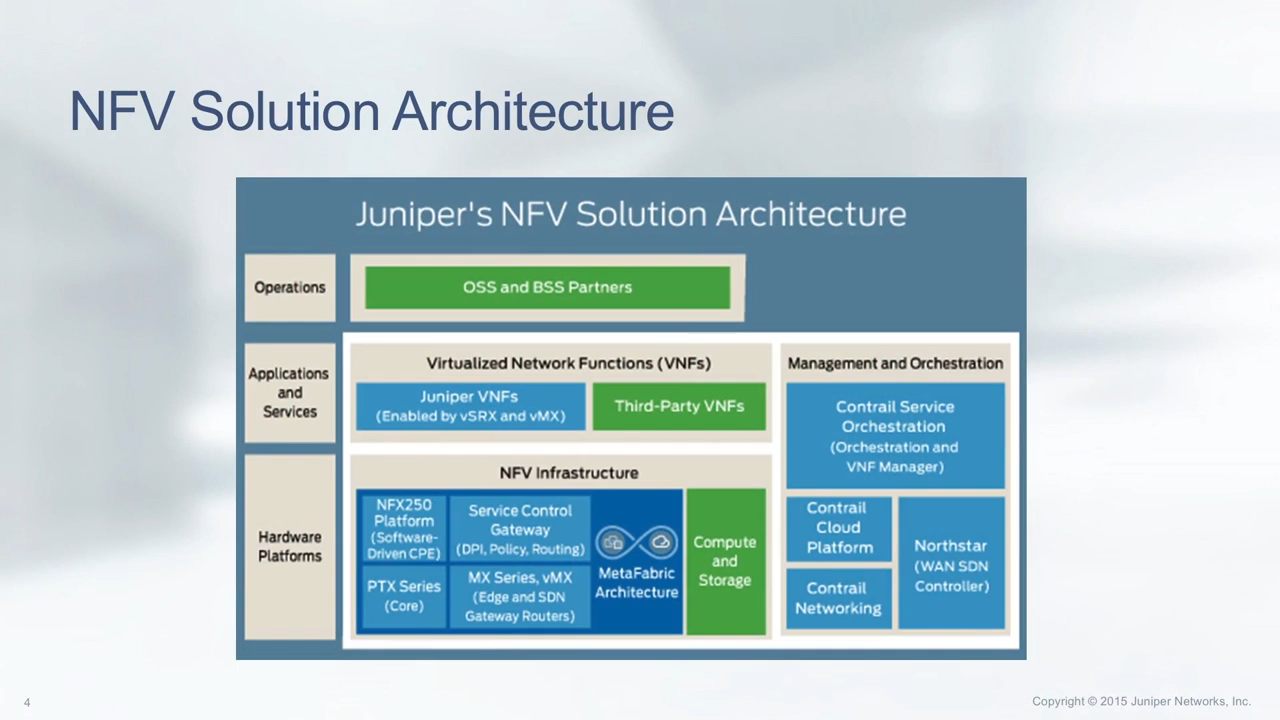 NFV Solution Architecture
Juniper's NFV Solution Architecture
Operations
OSS and BSS Partners
Applications
and
Services
Virtualized Network Functions (VNFs)
Juniper VNFs
(Enabled by vSRX and vMX)
Third-Party VNFs
Management and Orchestration
Contrail Service
Orchestration
(Orchestration and
VNF Manager)
Hardware
Platforms
NFV Infrastructure
NFX250
Platform
(Software-
Driven CPE)
Service Control
Gateway
(DPI, Policy, Routing)
PTX Series
(Core)
MX Series, vMX
(Edge and SDN
Gateway Routers)
MetaFabric
Architecture
Compute
and
Storage
Contrail
Cloud
Platform
Contrail
Networking
Northstar
(WAN SDN
Controller)
4
Copyright © 2015 Juniper Networks, Inc.